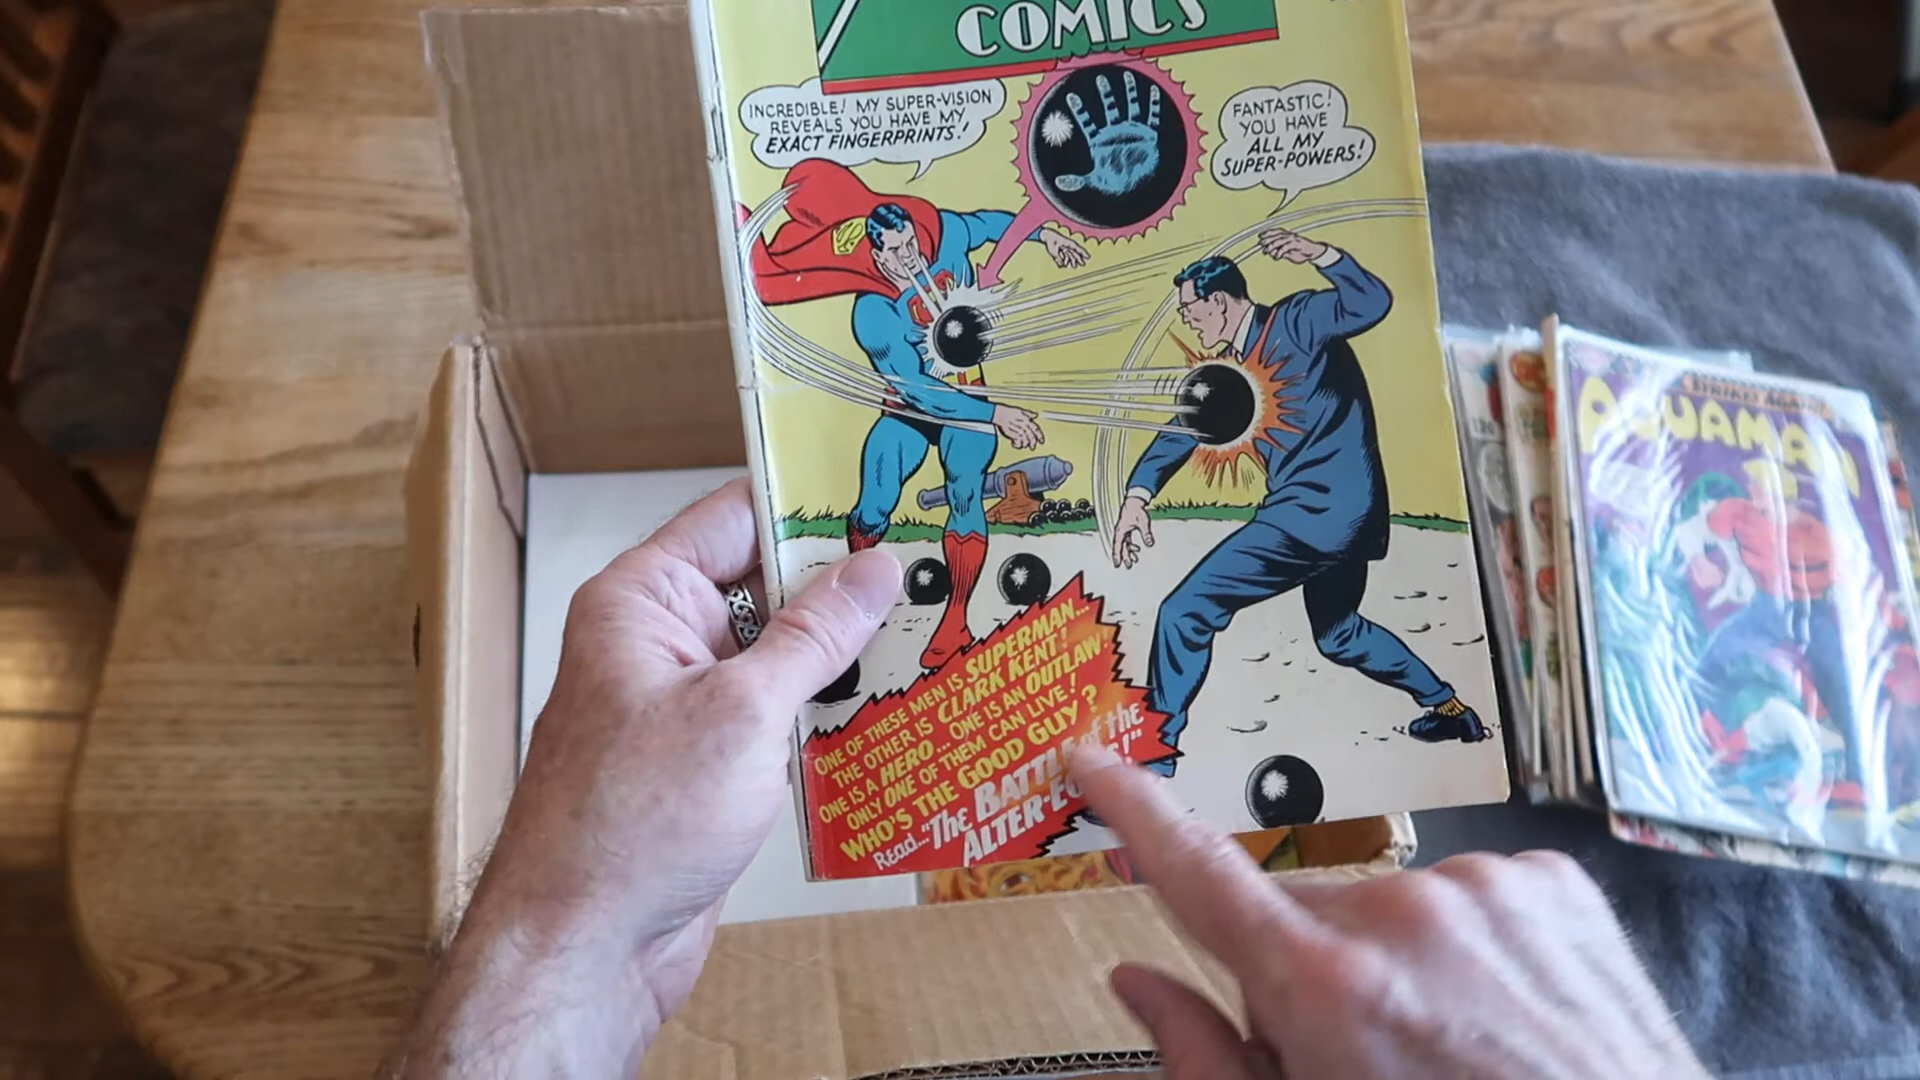 COMICS
INCREDIBLE! MY SUPER-VISION
REVEALS YOU HAVE MY
EXACT FINGERPRINTS!
FANTASTIC!
YOU HAVE
ALL MY
SUPER-POWERS!
ONE OF THESE MEN IS SUPERMAN...
THE OTHER IS CLARK KENT!
ONE IS A HERO... ONE IS AN OUTLAW!
ONLY ONE OF THEM CAN LIVE!
WHO'S THE GOOD GUY?
READ... "THE BATTLE of the
ALTER-
STRIKES AGAIN
AQUAMAN